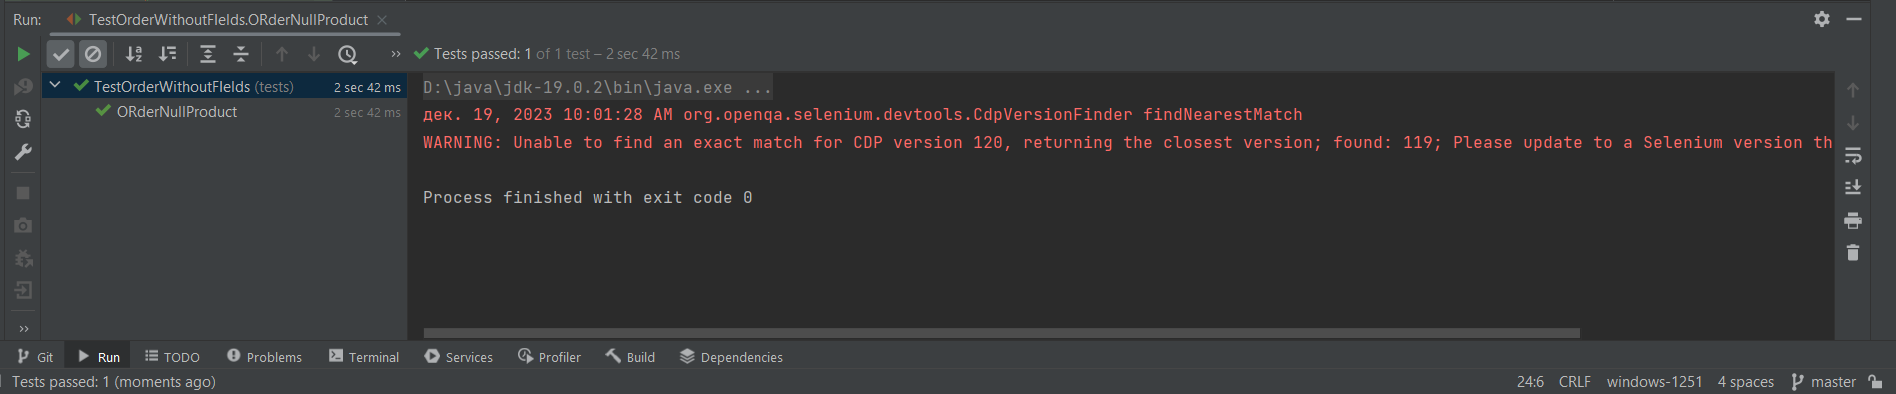 Run: TestOrderWithoutFIelds.ORderNullProduct
Tests passed: 1 of 1 test – 2 sec 42 ms
TestOrderWithoutFIelds (tests) 2 sec 42 ms
ORderNullProduct 2 sec 42 ms
D:\java\jdk-19.0.2\bin\java.exe ...
дек. 19, 2023 10:01:28 AM org.openqa.selenium.devtools.CdpVersionFinder findNearestMatch
WARNING: Unable to find an exact match for CDP version 120, returning the closest version; found: 119; Please update to a Selenium version th
Process finished with exit code 0
Git Run TODO Problems Terminal Services Profiler Build Dependencies
Tests passed: 1 (moments ago) 24:6 CRLF windows-1251 4 spaces master